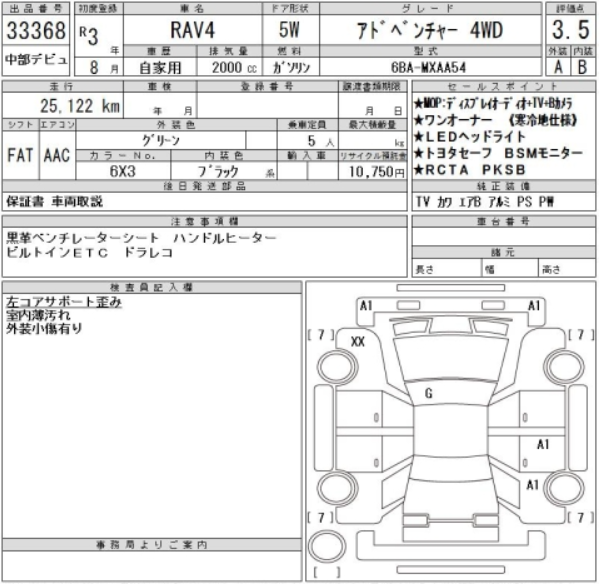 出品番号 初度登録 車名 ドア形状 グレード 評価点
33368 R3年 RAV4 5W アドベンチャー 4WD 3.5
車歴 排気量 燃料 型式 外装 内装
中部デビュ 8月 自家用 2000cc ガソリン 6BA-MXAA54 A B
走行 車検 登録番号 譲渡書類期限 セールスポイント
25,122 km 年 月 月 日
★MOP:ディスプレイオーディオ+TV+Bカメラ
シフト エアコン 外装色 乗車定員 最大積載量
★ワンオーナー 《寒冷地仕様》
FAT AAC グリーン 5人 kg
★LEDヘッドライト
カラーNo. 内装色 輸入車 リサイクル預託金
★トヨタセーフ BSMモニター
6X3 ブラック 系 10,750円
★RCTA PKSB
後日発送部品 純正装備
保証書 車両取説 TV カワ エアB アルミ PS PW
注意事項欄 車台番号
黒革ベンチレーターシート ハンドルヒーター
ビルトインETC ドラレコ
諸元
長さ 幅 高さ
検査員記入欄
左コアサポート歪み
室内薄汚れ
外装小傷有り
A1 A1
[7] XX [7]
G
A1
A1
[7] [7]
事務局よりご案内
[ ]